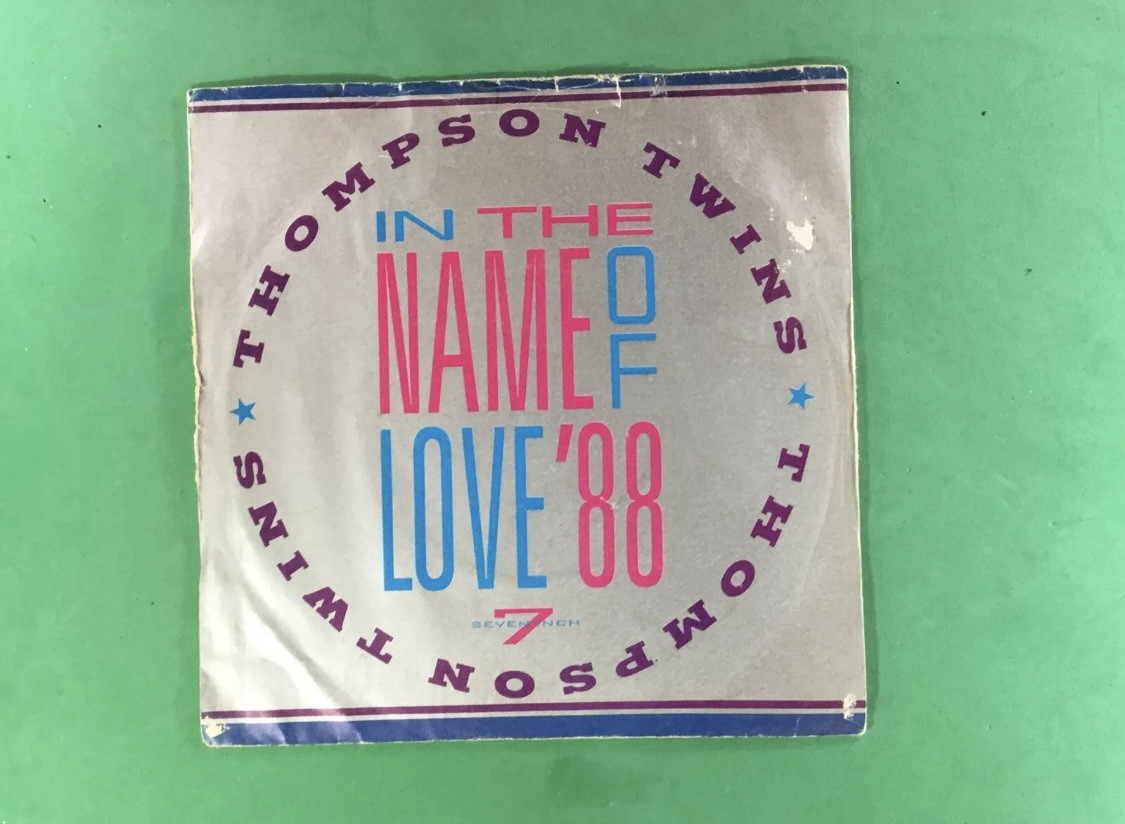 THOMPSON TWINS ★ THOMPSON TWINS ★
IN THE
NAME OF
LOVE '88
7
SEVEN INCH